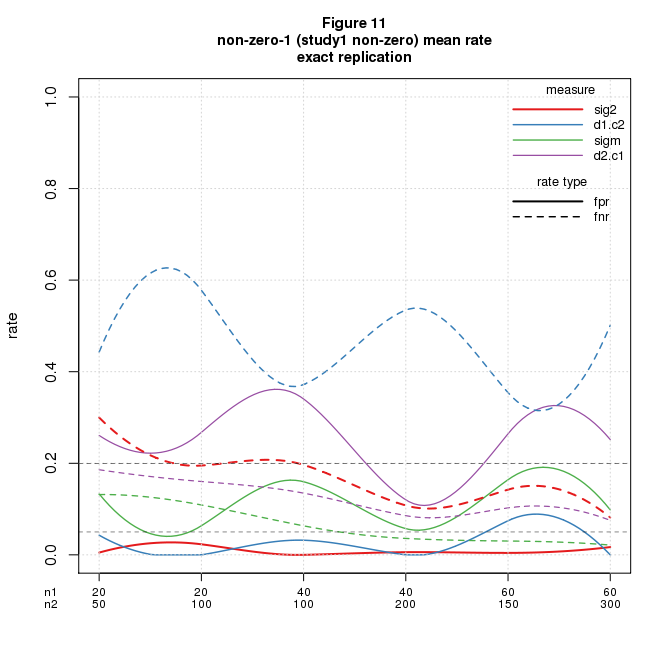 Figure 11
non-zero-1 (study1 non-zero) mean rate
exact replication
measure
sig2
d1.c2
sigm
d2.c1
rate type
fpr
fnr
rate
1.0
0.8
0.6
0.4
0.2
0.0
n1 20 20 40 40 60 60
n2 50 100 100 200 150 300